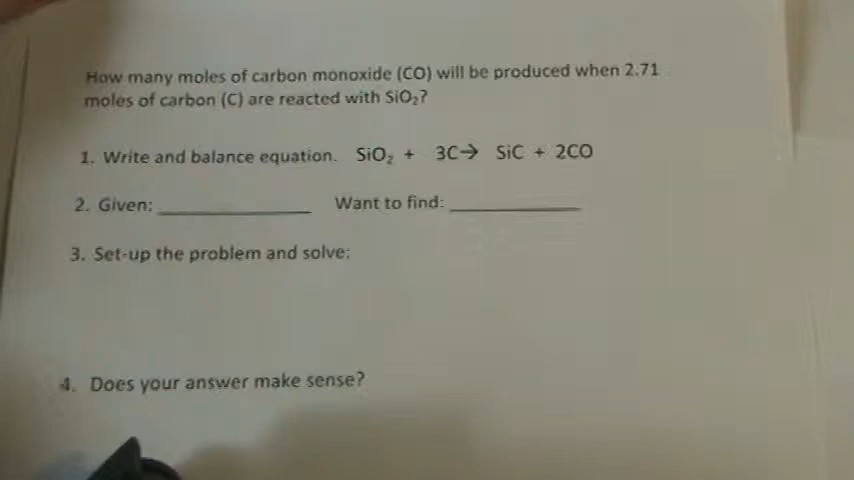 How many moles of carbon monoxide (CO) will be produced when 2.71
moles of carbon (C) are reacted with SiO₂?
1. Write and balance equation. SiO₂ + 3C→ SiC + 2CO
2. Given: ____________ Want to find: ____________
3. Set-up the problem and solve:
4. Does your answer make sense?